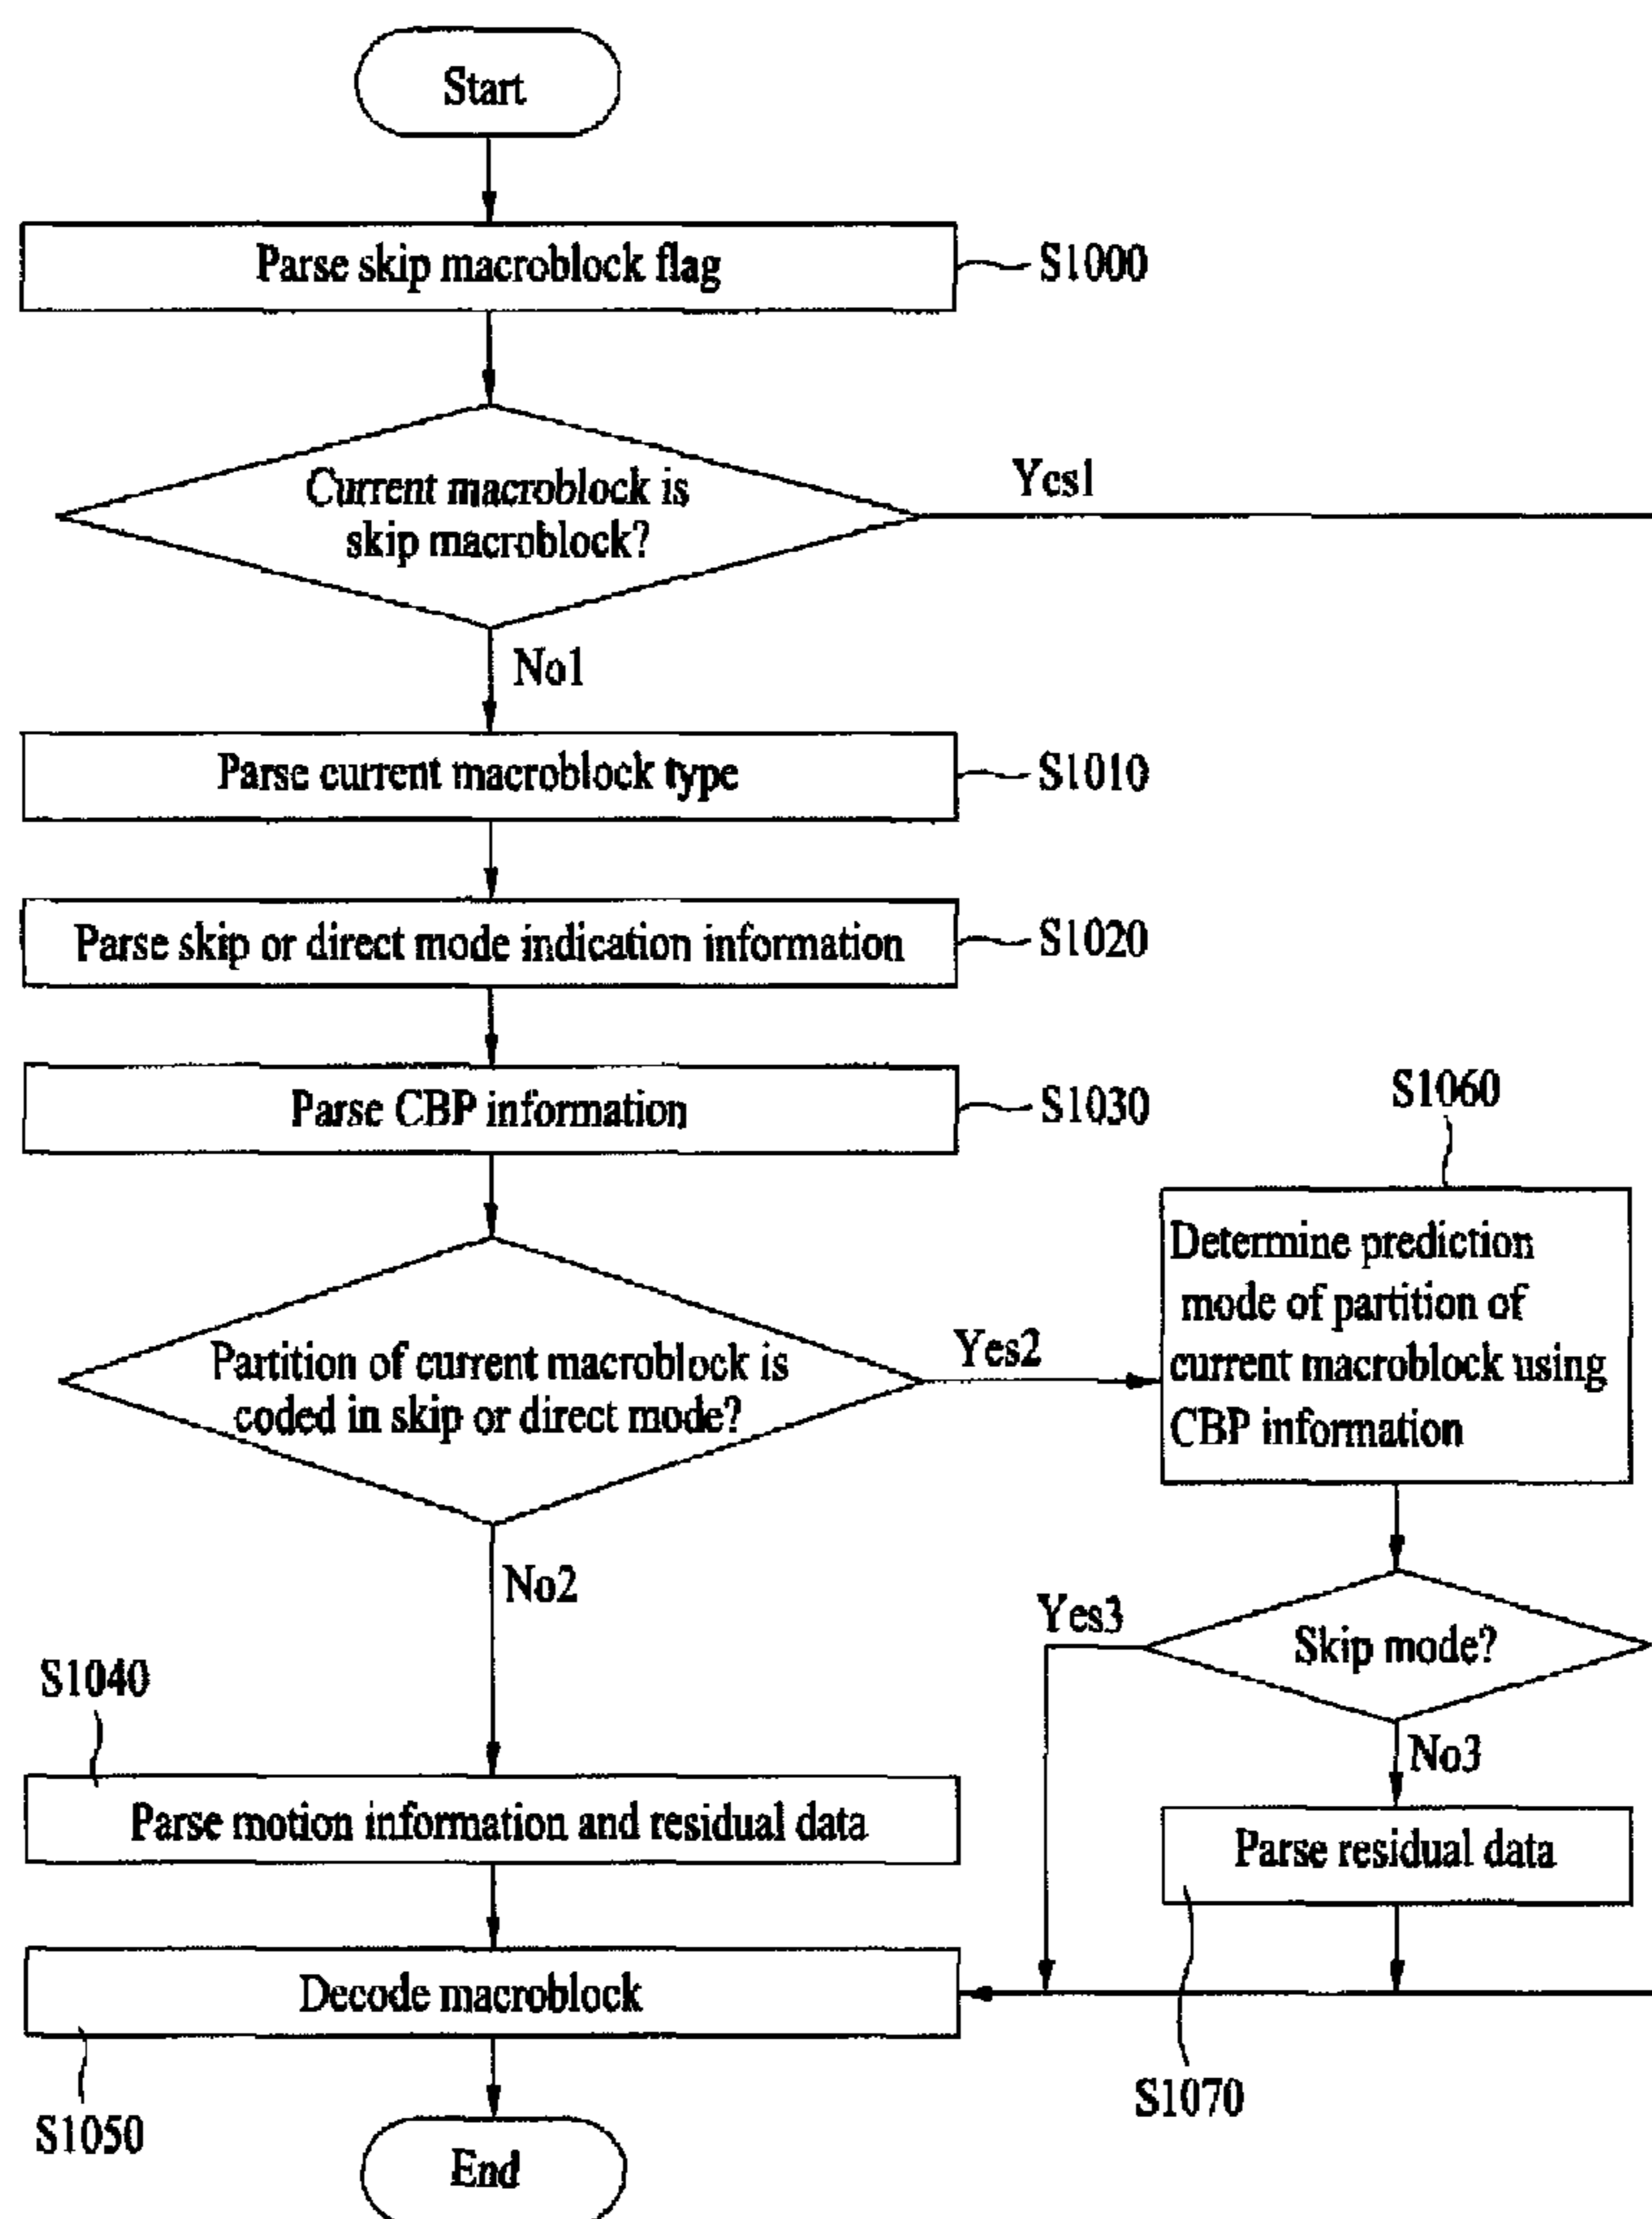 Start
Parse skip macroblock flag
S1000
Current macroblock is
skip macroblock?
Yes1
No1
Parse current macroblock type
S1010
Parse skip or direct mode indication information
S1020
Parse CBP information
S1030
S1060
Determine prediction
mode of partition of
current macroblock using
CBP information
Partition of current macroblock is
coded in skip or direct mode?
Yes2
No2
Skip mode?
Yes3
No3
S1040
Parse motion information and residual data
Parse residual data
S1070
Decode macroblock
S1050
End